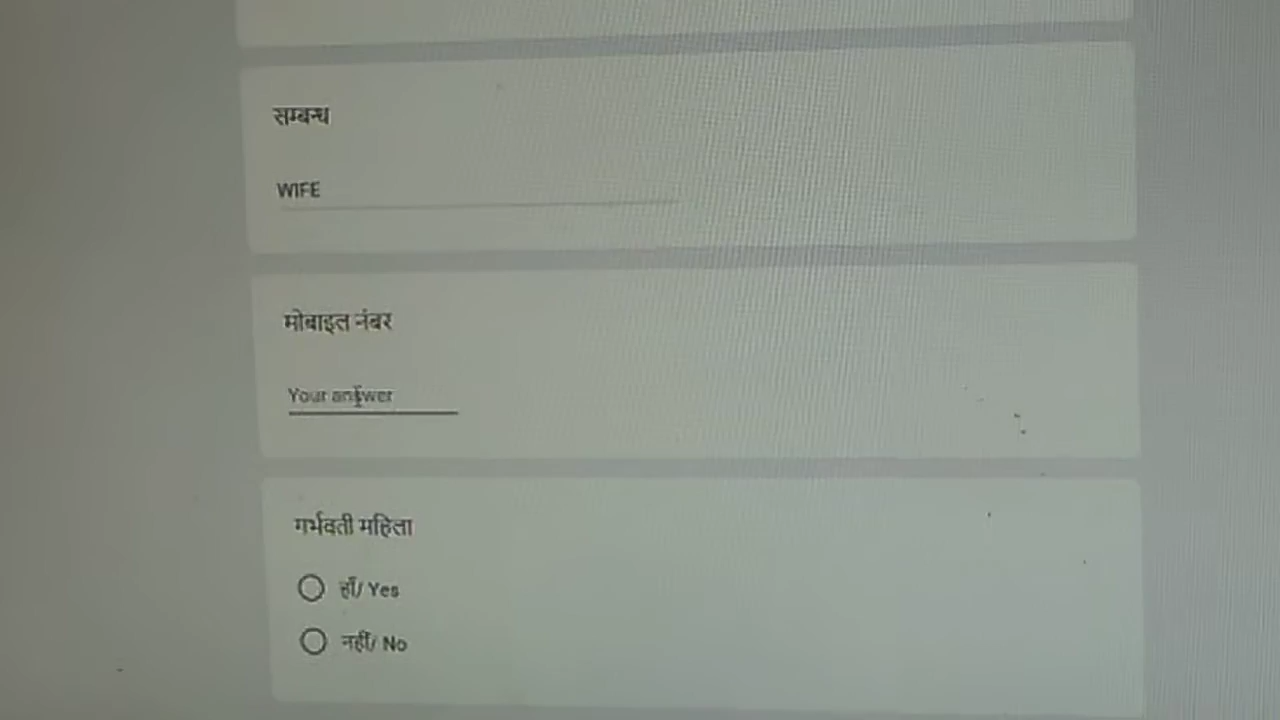 सम्बन्ध
WIFE
मोबाइल नंबर
Your answer
गर्भवती महिला
हाँ/ Yes
नहीं/ No